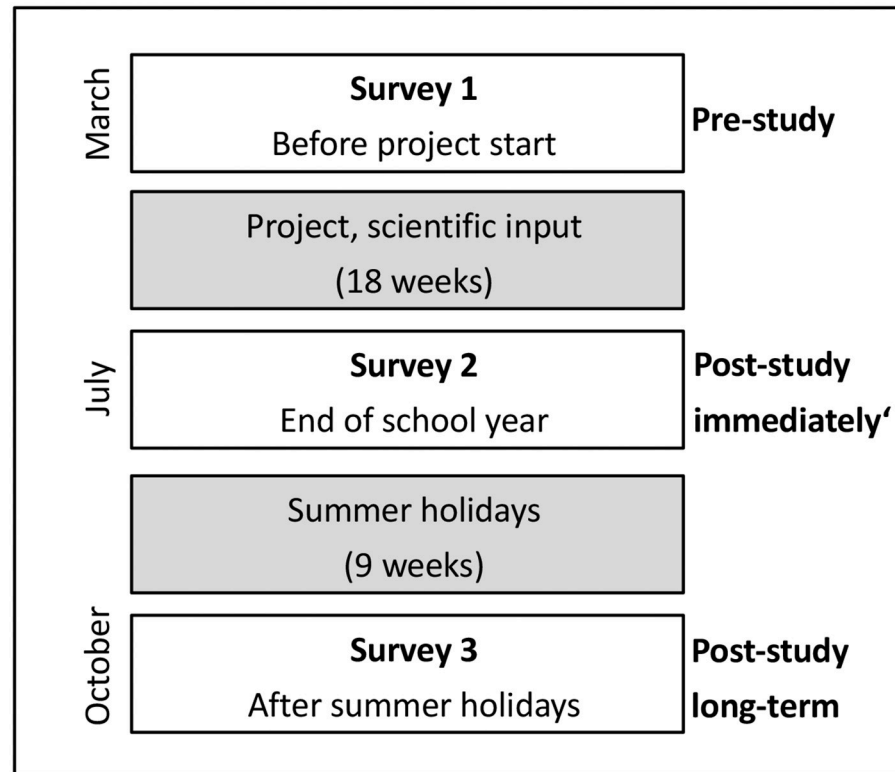 March
Survey 1
Before project start
Pre-study
Project, scientific input
(18 weeks)
July
Survey 2
End of school year
Post-study
immediately‘
Summer holidays
(9 weeks)
October
Survey 3
After summer holidays
Post-study
long-term